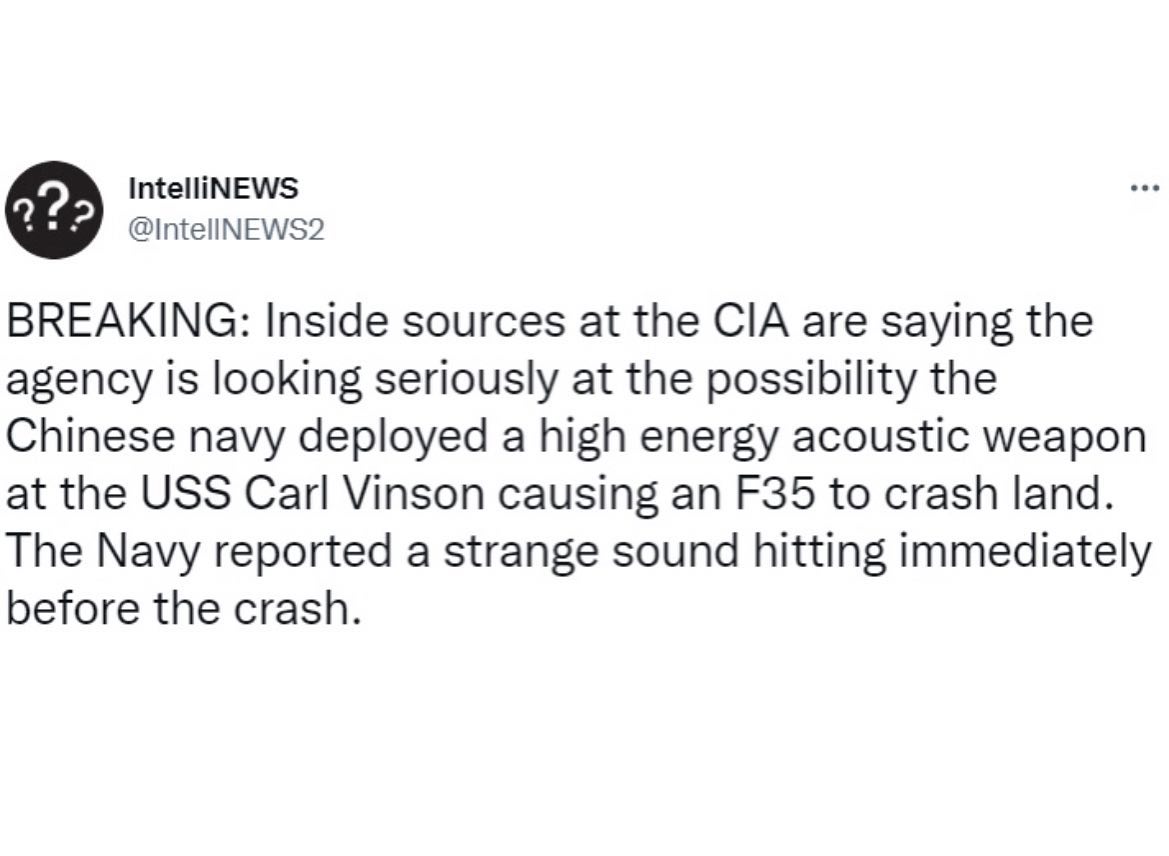 ???
IntelliNEWS
@IntellNEWS2
BREAKING: Inside sources at the CIA are saying the
agency is looking seriously at the possibility the
Chinese navy deployed a high energy acoustic weapon
at the USS Carl Vinson causing an F35 to crash land.
The Navy reported a strange sound hitting immediately
before the crash.